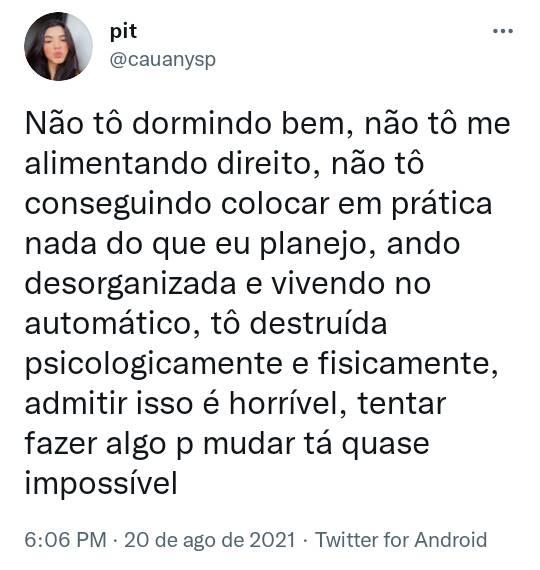 pit
@cauanysp
Não tô dormindo bem, não tô me
alimentando direito, não tô
conseguindo colocar em prática
nada do que eu planejo, ando
desorganizada e vivendo no
automático, tô destruída
psicologicamente e fisicamente,
admitir isso é horrível, tentar
fazer algo p mudar tá quase
impossível
6:06 PM · 20 de ago de 2021 · Twitter for Android